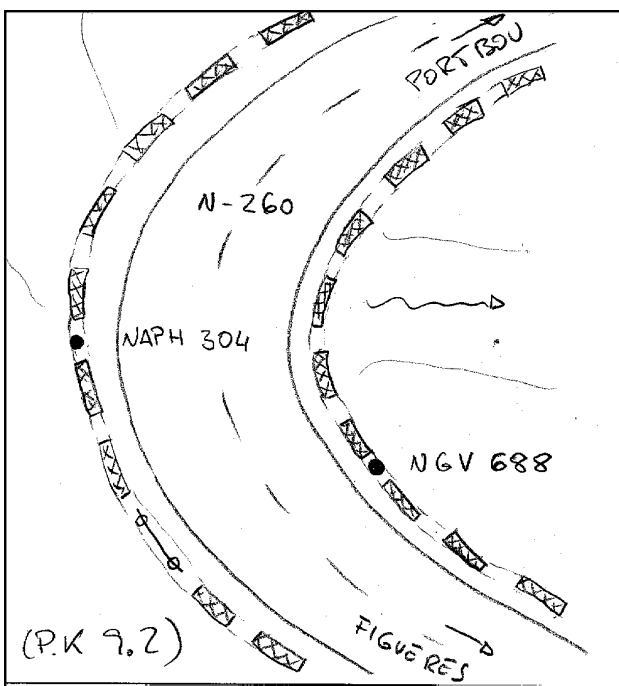 PORTBOU
N-260
NAPH 304
NGV 688
FIGUERES
(P.K 9.2)